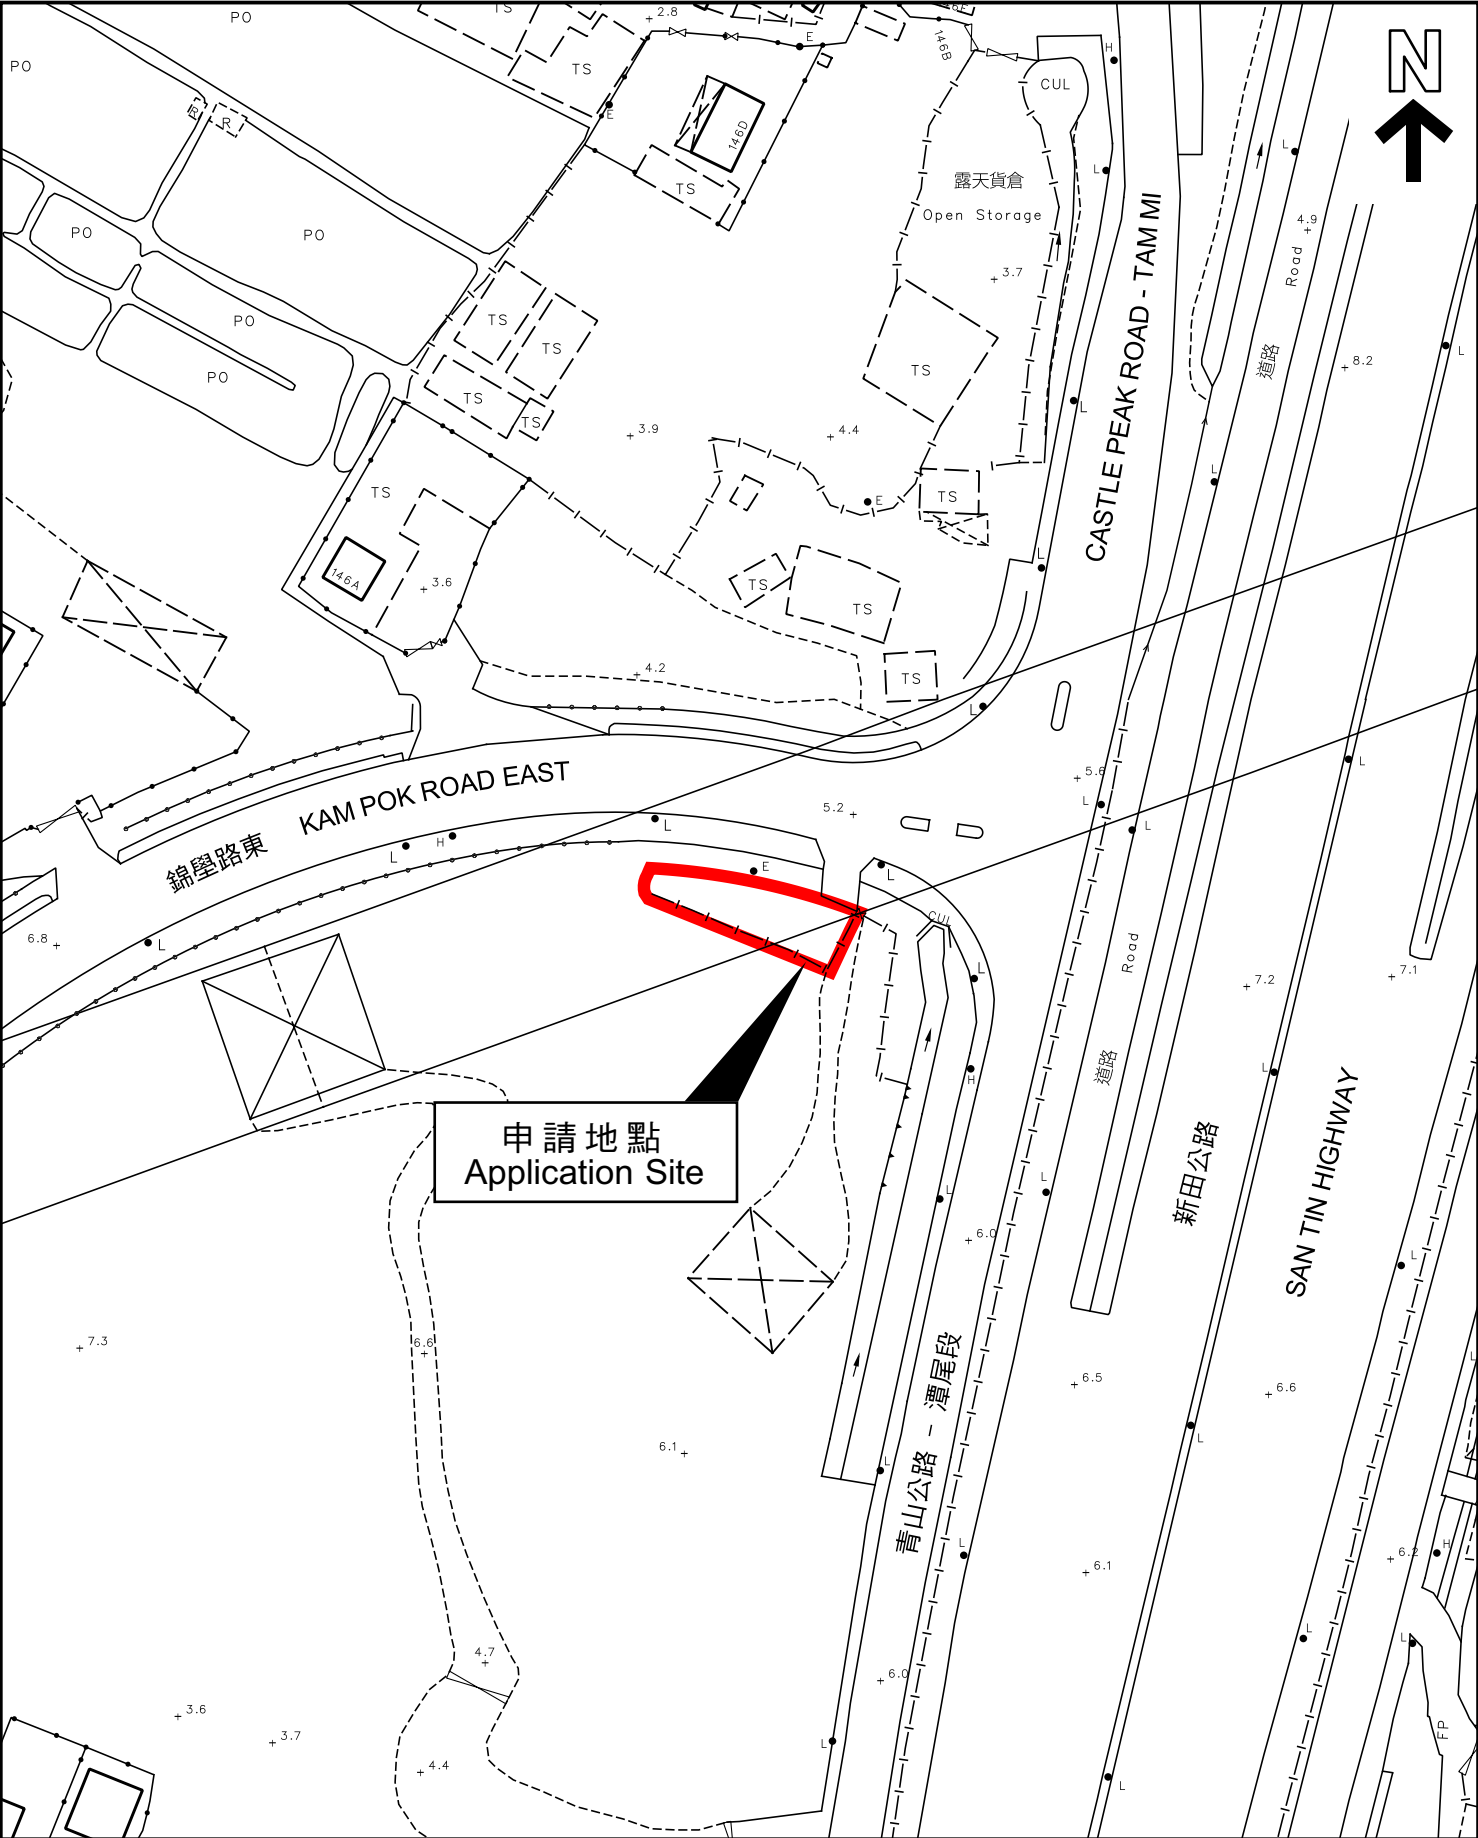 PO
TS
2.8
E
146E
146B
H
N
PO
TS
CUL
R
R
E
146D
L
L
TS
露天貨倉
Open Storage
PO
PO
4.9
Road
3.7
CASTLE PEAK ROAD - TAM MI
TS
TS
PO
TS
道路
8.2
L
PO
TS
TS
L
3.9
4.4
TS
E
TS
L
146A
3.6
TS
TS
L
4.2
TS
L
錦壆路東
KAM POK ROAD EAST
5.6
L
L
L
5.2
L
H
L
E
L
CUL
6.8
L
Road
L
7.2
7.1
道路
H
L
申請地點
Application Site
新田公路
SAN TIN HIGHWAY
L
L
6.0
L
7.3
6.6
青山公路 - 潭尾段
6.5
6.6
L
6.1
L
L
L
6.1
6.2
H
4.7
6.0
L
L
3.6
3.7
4.4
L
FP
L